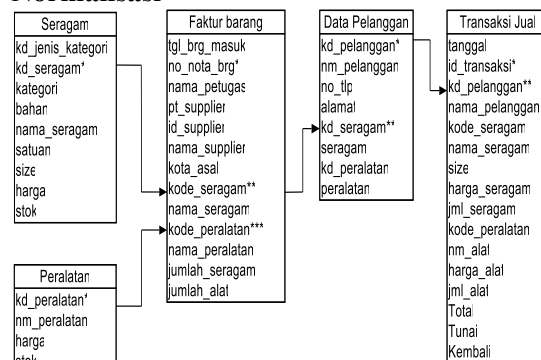 Seragam
kd_jenis_kategori
kd_seragam*
kategori
bahan
nama_seragam
satuan
size
harga
stok
Peralatan
kd_peralatan*
nm_peralatan
harga
Faktur barang
tgl_brg_masuk
no_nota_brg*
nama_petugas
pt_supplier
id_supplier
nama_supplier
kota_asal
kode_seragam**
nama_seragam
kode_peralatan***
nama_peralatan
jumlah_seragam
jumlah_alat
Data Pelanggan
kd_pelanggan*
nm_pelanggan
no_tlp
alamat
kd_seragam**
seragam
kd_peralatan
peralatan
Transaksi Jual
tanggal
id_transaksi*
kd_pelanggan**
nama_pelanggan
kode_seragam
nama_seragam
size
harga_seragam
jml_seragam
kode_peralatan
nm_alat
harga_alat
jml_alat
Total
Tunai
Kembali